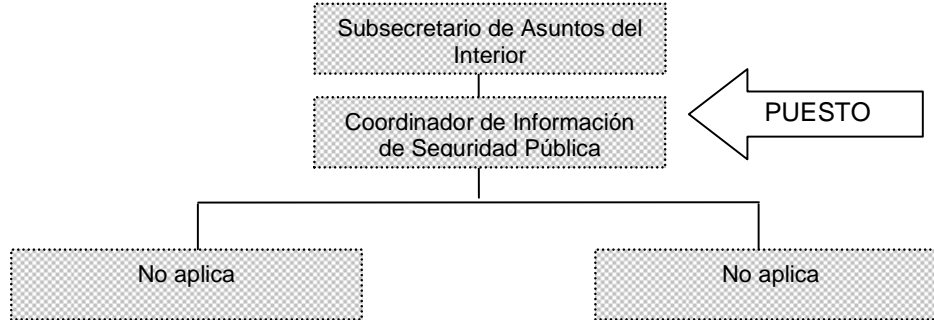 Subsecretario de Asuntos del
Interior
Coordinador de Información
de Seguridad Pública
PUESTO
No aplica
No aplica